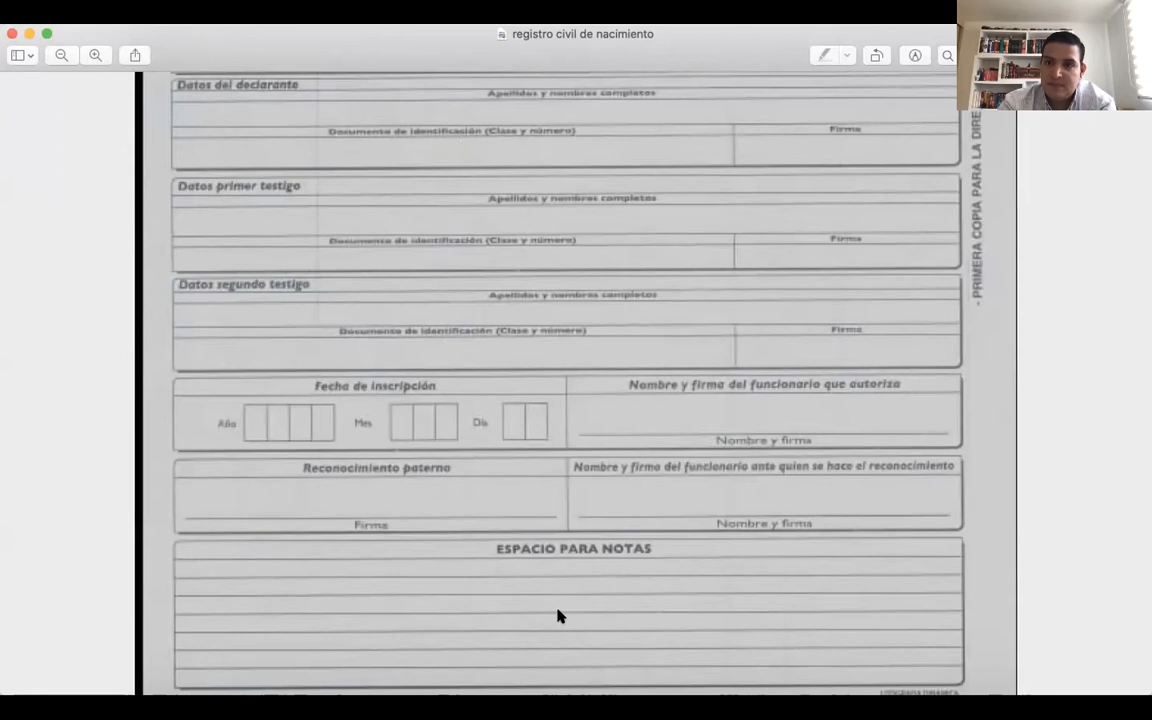 registro civil de nacimiento
Datos del declarante
Apellidos y nombres completos
Documento de identificación (Clase y número)
Firma
Datos primer testigo
Apellidos y nombres completos
Documento de identificación (Clase y número)
Firma
Datos segundo testigo
Apellidos y nombres completos
Documento de identificación (Clase y número)
Firma
Fecha de inscripción
Nombre y firma del funcionario que autoriza
Año
Mes
Día
Nombre y firma
Reconocimiento paterno
Nombre y firma del funcionario ante quien se hace el reconocimiento
Firma
Nombre y firma
ESPACIO PARA NOTAS
- PRIMERA COPIA PARA LA DIRE